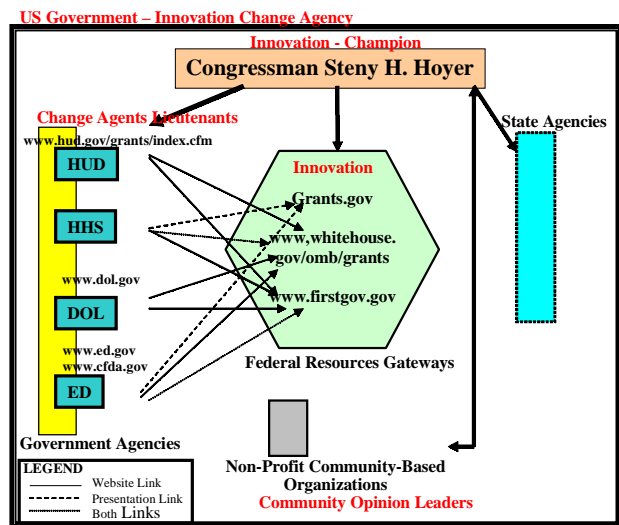 US Government – Innovation Change Agency
Innovation - Champion
Congressman Steny H. Hoyer
Change Agents Lieutenants
www.hud.gov/grants/index.cfm
HUD
HHS
www.dol.gov
DOL
www.ed.gov
www.cfda.gov
ED
Government Agencies
Innovation
Grants.gov
www,whitehouse.
gov/omb/grants
www.firstgov.gov
Federal Resources Gateways
State Agencies
Non-Profit Community-Based
Organizations
Community Opinion Leaders
LEGEND
Website Link
Presentation Link
Both Links